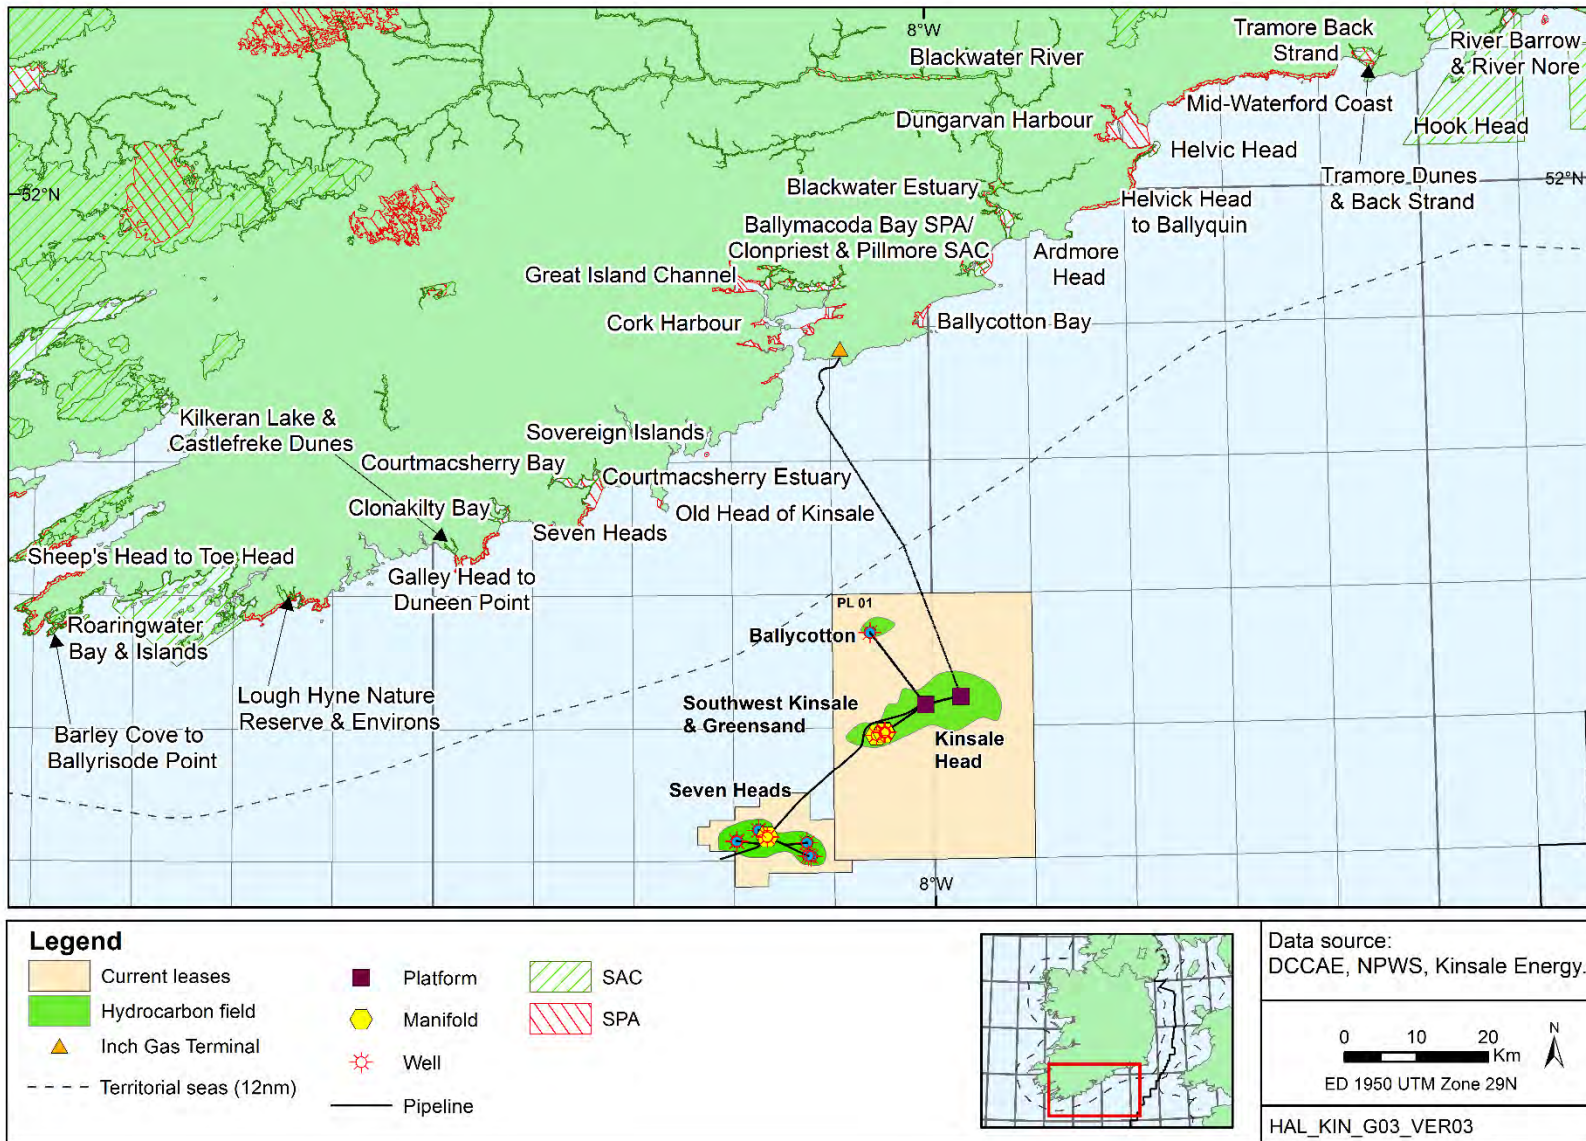 8°W
Tramore Back
Strand
River Barrow
& River Nore
Blackwater River
Mid-Waterford Coast
Dungarvan Harbour
Hook Head
Helvic Head
52°N
52°N
Tramore Dunes
& Back Strand
Blackwater Estuary
Helvick Head
to Ballyquin
Ballymacoda Bay SPA/
Clonpriest & Pillmore SAC
Ardmore
Head
Great Island Channel
Cork Harbour
Ballycotton Bay
Kilkeran Lake &
Castlefreke Dunes
Sovereign Islands
Courtmacsherry Bay
Courtmacsherry Estuary
Clonakilty Bay
Old Head of Kinsale
Seven Heads
Sheep's Head to Toe Head
Galley Head to
Duneen Point
PL 01
Roaringwater
Bay & Islands
Ballycotton
Lough Hyne Nature
Reserve & Environs
Southwest Kinsale
& Greensand
Barley Cove to
Ballyrisode Point
Kinsale
Head
Seven Heads
8°W
Legend
Current leases
Hydrocarbon field
Inch Gas Terminal
Territorial seas (12nm)
Platform
Manifold
Well
Pipeline
SAC
SPA
Data source:
DCCAE, NPWS, Kinsale Energy.
0 10 20
Km
N
ED 1950 UTM Zone 29N
HAL_KIN_G03_VER03